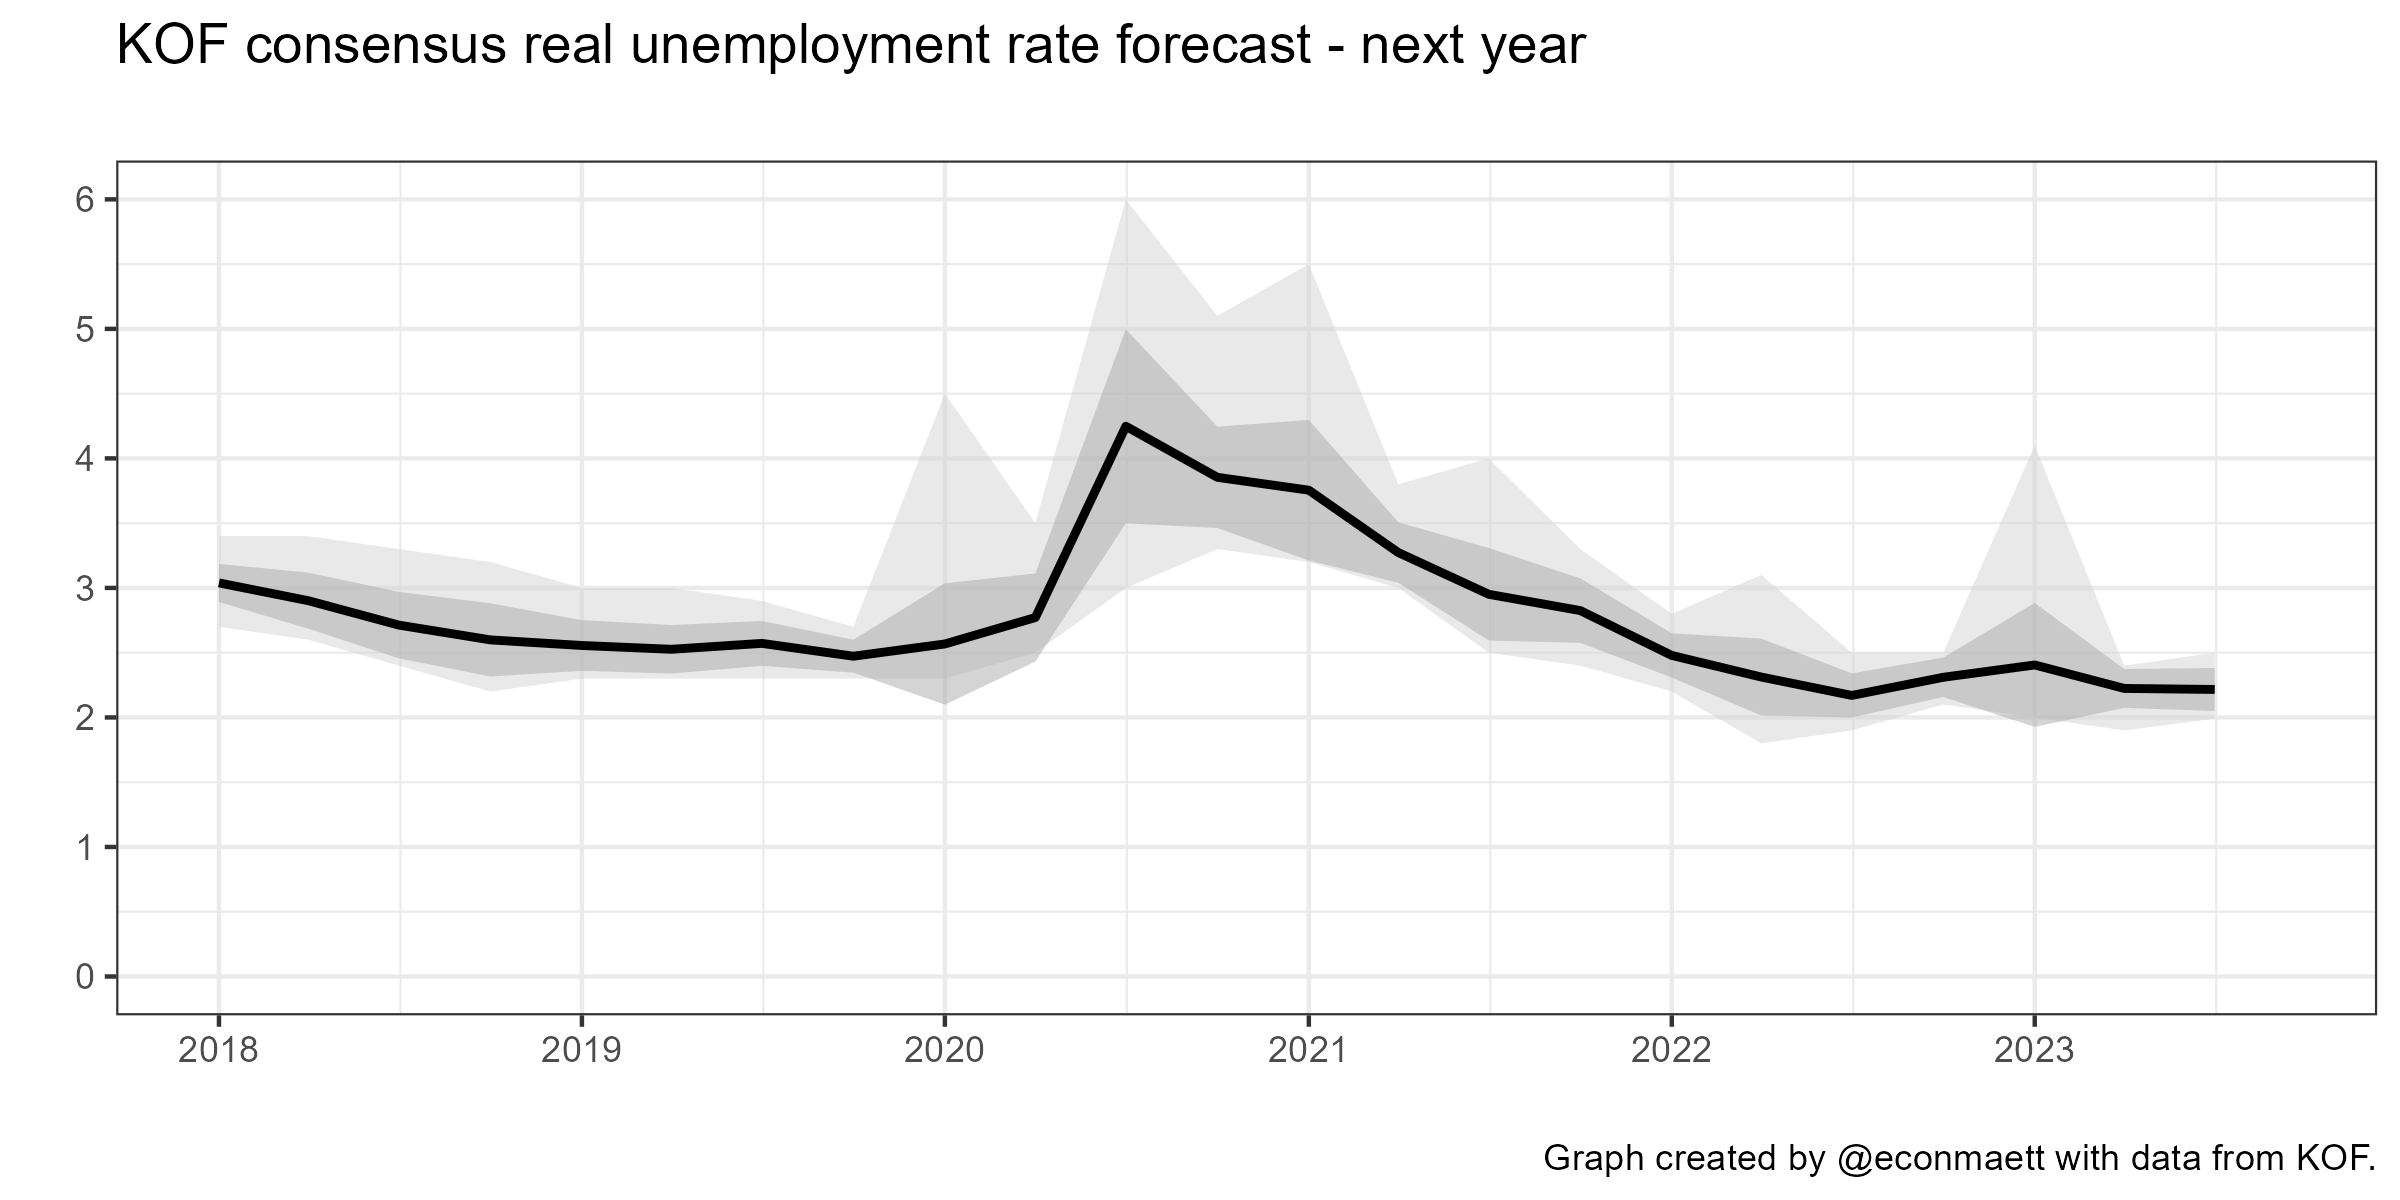 KOF consensus real unemployment rate forecast - next year
6
5
4
3
2
1
0
2018 2019 2020 2021 2022 2023
Graph created by @econmaett with data from KOF.